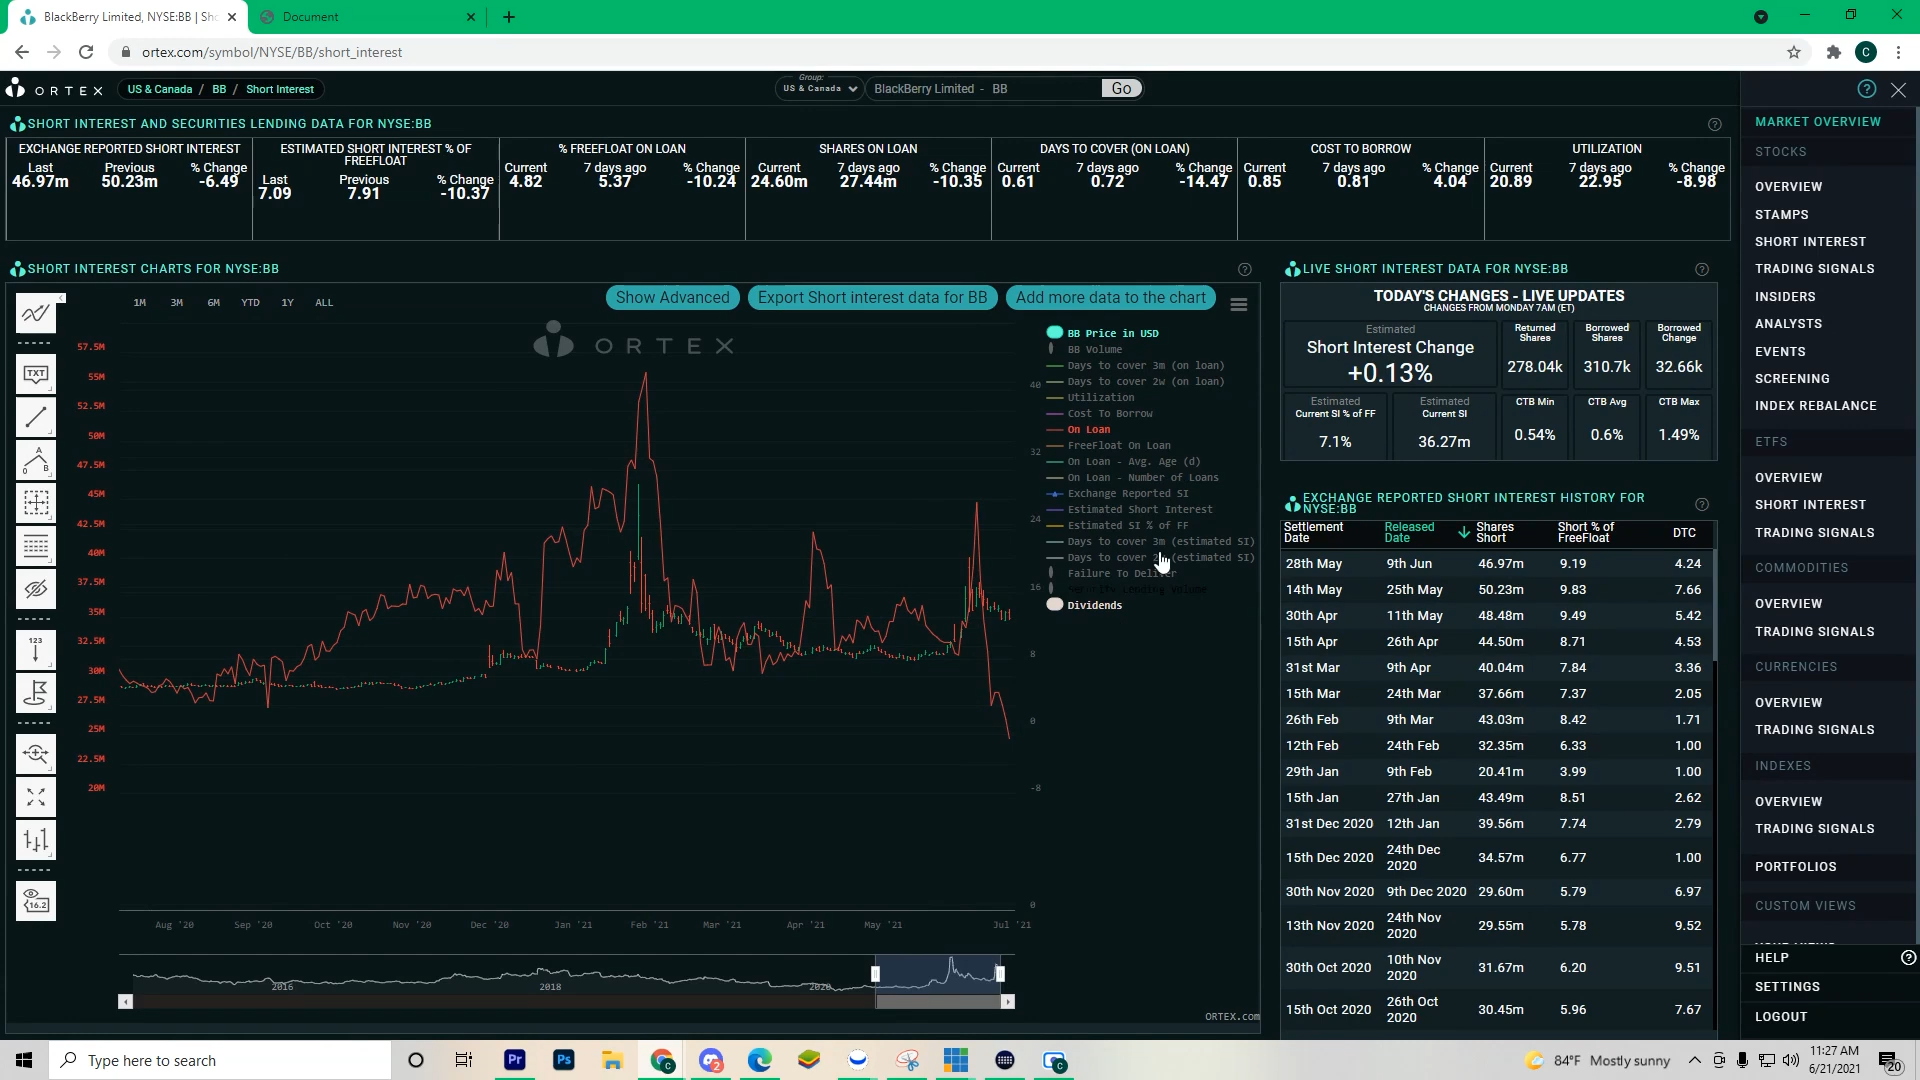 BlackBerry Limited, NYSE:BB | Sho
Document
ortex.com/symbol/NYSE/BB/short_interest
C
ORTEX
US & Canada / BB / Short Interest
Group:
US & Canada
BlackBerry Limited - BB
Go
SHORT INTEREST AND SECURITIES LENDING DATA FOR NYSE:BB
EXCHANGE REPORTED SHORT INTEREST
Last Previous % Change
46.97m 50.23m -6.49
ESTIMATED SHORT INTEREST % OF
FREEFLOAT
Last Previous % Change
7.09 7.91 -10.37
% FREEFLOAT ON LOAN
Current 7 days ago % Change
4.82 5.37 -10.24
SHARES ON LOAN
Current 7 days ago % Change
24.60m 27.44m -10.35
DAYS TO COVER (ON LOAN)
Current 7 days ago % Change
0.61 0.72 -14.47
COST TO BORROW
Current 7 days ago % Change
0.85 0.81 4.04
UTILIZATION
Current 7 days ago % Change
20.89 22.95 -8.98
SHORT INTEREST CHARTS FOR NYSE:BB
1M 3M 6M YTD 1Y ALL
Show Advanced
Export Short interest data for BB
Add more data to the chart
TXT
A
0 B
123
16.2
57.5M
55M
52.5M
50M
47.5M
45M
42.5M
40M
37.5M
35M
32.5M
30M
27.5M
25M
22.5M
20M
ORTEX
40
32
24
16
8
0
-8
0
BB Price in USD
BB Volume
Days to cover 3m (on loan)
Days to cover 2w (on loan)
Utilization
Cost To Borrow
On Loan
FreeFloat On Loan
On Loan - Avg. Age (d)
On Loan - Number of Loans
Exchange Reported SI
Estimated Short Interest
Estimated SI % of FF
Days to cover 3m (estimated SI)
Days to cover 2 (estimated SI)
Failure To Deliver
Security Lending Volume
Dividends
Aug '20 Sep '20 Oct '20 Nov '20 Dec '20 Jan '21 Feb '21 Mar '21 Apr '21 May '21 Jul '21
2016 2018 2020
ORTEX.com
LIVE SHORT INTEREST DATA FOR NYSE:BB
TODAY'S CHANGES - LIVE UPDATES
CHANGES FROM MONDAY 7AM (ET)
Estimated
Short Interest Change
+0.13%
Returned
Shares
278.04k
Borrowed
Shares
310.7k
Borrowed
Change
32.66k
Estimated
Current SI % of FF
7.1%
Estimated
Current SI
36.27m
CTB Min
0.54%
CTB Avg
0.6%
CTB Max
1.49%
EXCHANGE REPORTED SHORT INTEREST HISTORY FOR
NYSE:BB
Settlement Date Released Date Shares Short Short % of FreeFloat DTC
28th May 9th Jun 46.97m 9.19 4.24
14th May 25th May 50.23m 9.83 7.66
30th Apr 11th May 48.48m 9.49 5.42
15th Apr 26th Apr 44.50m 8.71 4.53
31st Mar 9th Apr 40.04m 7.84 3.36
15th Mar 24th Mar 37.66m 7.37 2.05
26th Feb 9th Mar 43.03m 8.42 1.71
12th Feb 24th Feb 32.35m 6.33 1.00
29th Jan 9th Feb 20.41m 3.99 1.00
15th Jan 27th Jan 43.49m 8.51 2.62
31st Dec 2020 12th Jan 39.56m 7.74 2.79
15th Dec 2020 24th Dec 2020 34.57m 6.77 1.00
30th Nov 2020 9th Dec 2020 29.60m 5.79 6.97
13th Nov 2020 24th Nov 2020 29.55m 5.78 9.52
30th Oct 2020 10th Nov 2020 31.67m 6.20 9.51
15th Oct 2020 26th Oct 2020 30.45m 5.96 7.67
MARKET OVERVIEW
STOCKS
OVERVIEW
STAMPS
SHORT INTEREST
TRADING SIGNALS
INSIDERS
ANALYSTS
EVENTS
SCREENING
INDEX REBALANCE
ETFS
OVERVIEW
SHORT INTEREST
TRADING SIGNALS
COMMODITIES
OVERVIEW
TRADING SIGNALS
CURRENCIES
OVERVIEW
TRADING SIGNALS
INDEXES
OVERVIEW
TRADING SIGNALS
PORTFOLIOS
CUSTOM VIEWS
HELP
SETTINGS
LOGOUT
Type here to search
Pr
Ps
84°F Mostly sunny
11:27 AM
6/21/2021
20